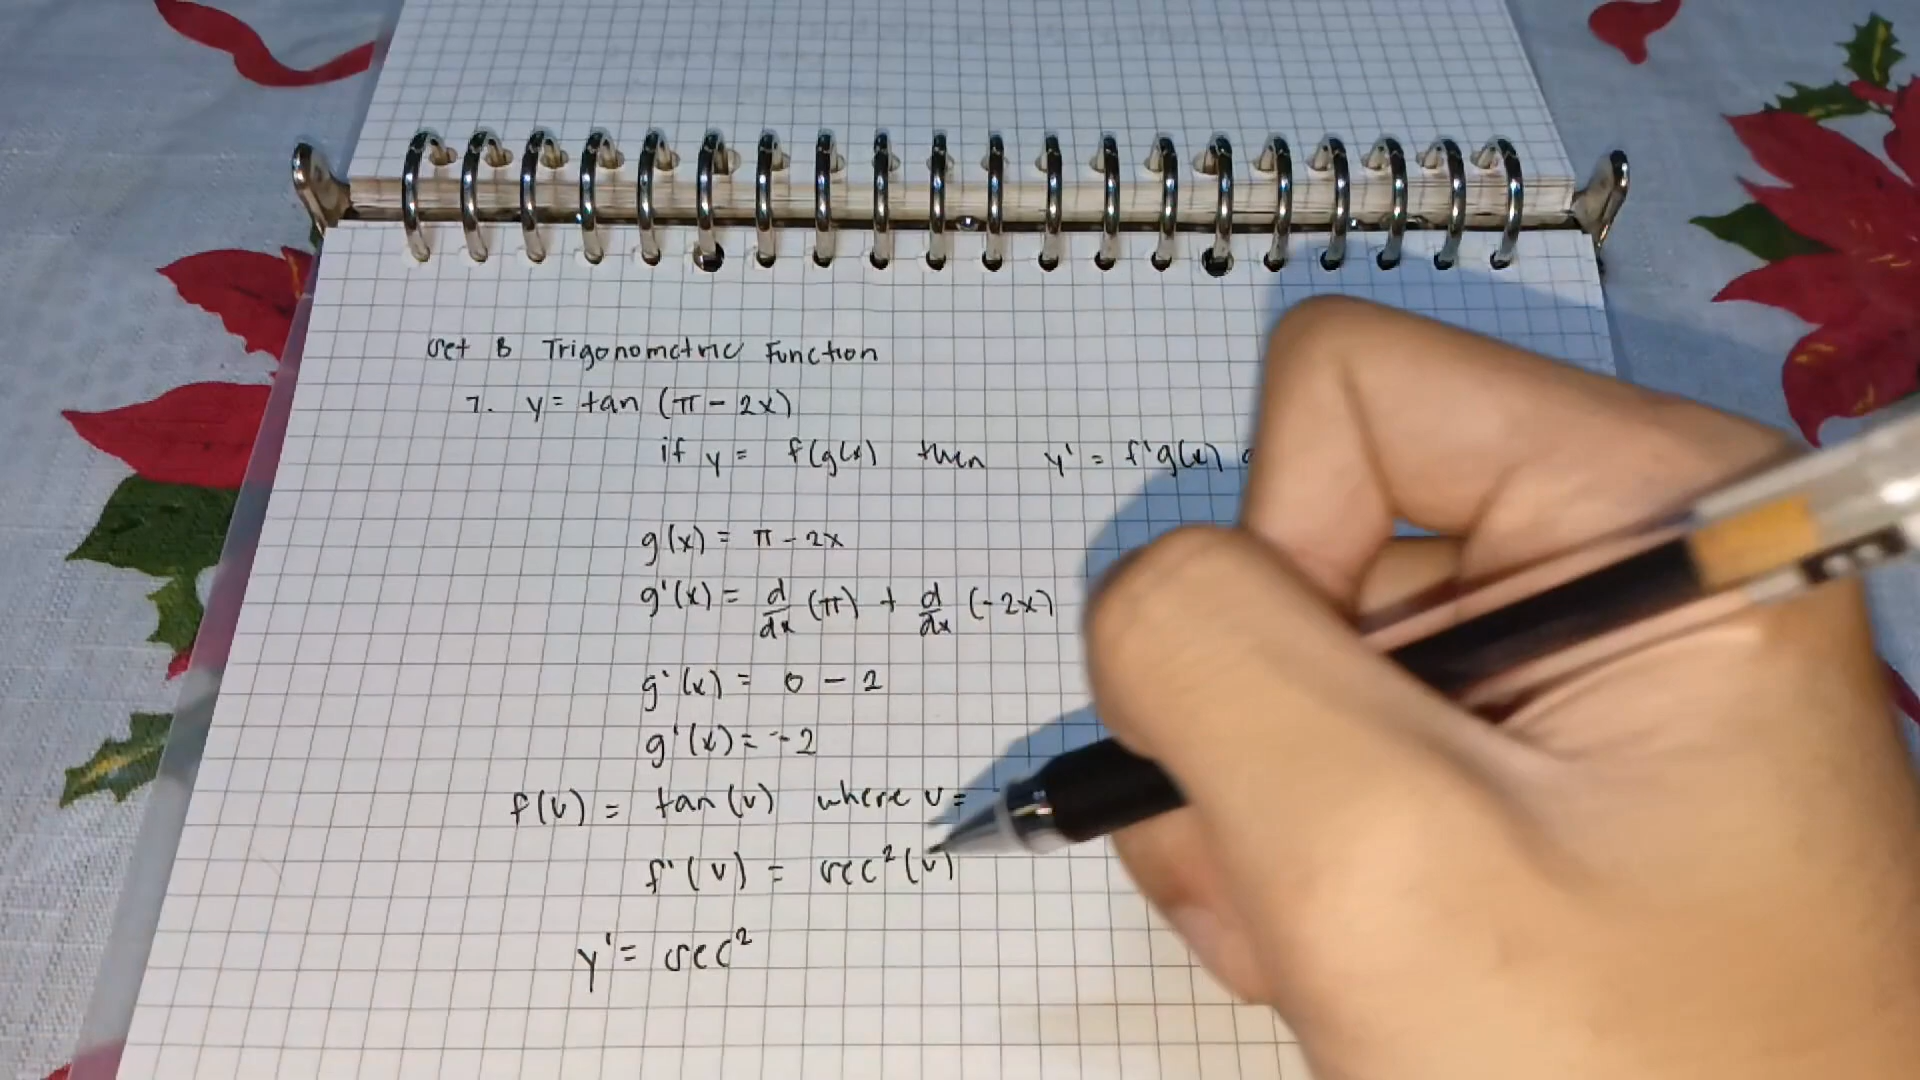 Set B Trigonometric Function
7. y = tan (π - 2x)
if y = f(g(x) then y' = f'g(x)
g(x) = π - 2x
g'(x) = d/dx (π) + d/dx (-2x)
g'(x) = 0 - 2
g'(x) = -2
f(u) = tan (u) where u =
f'(u) = sec²(u)
y' = sec²